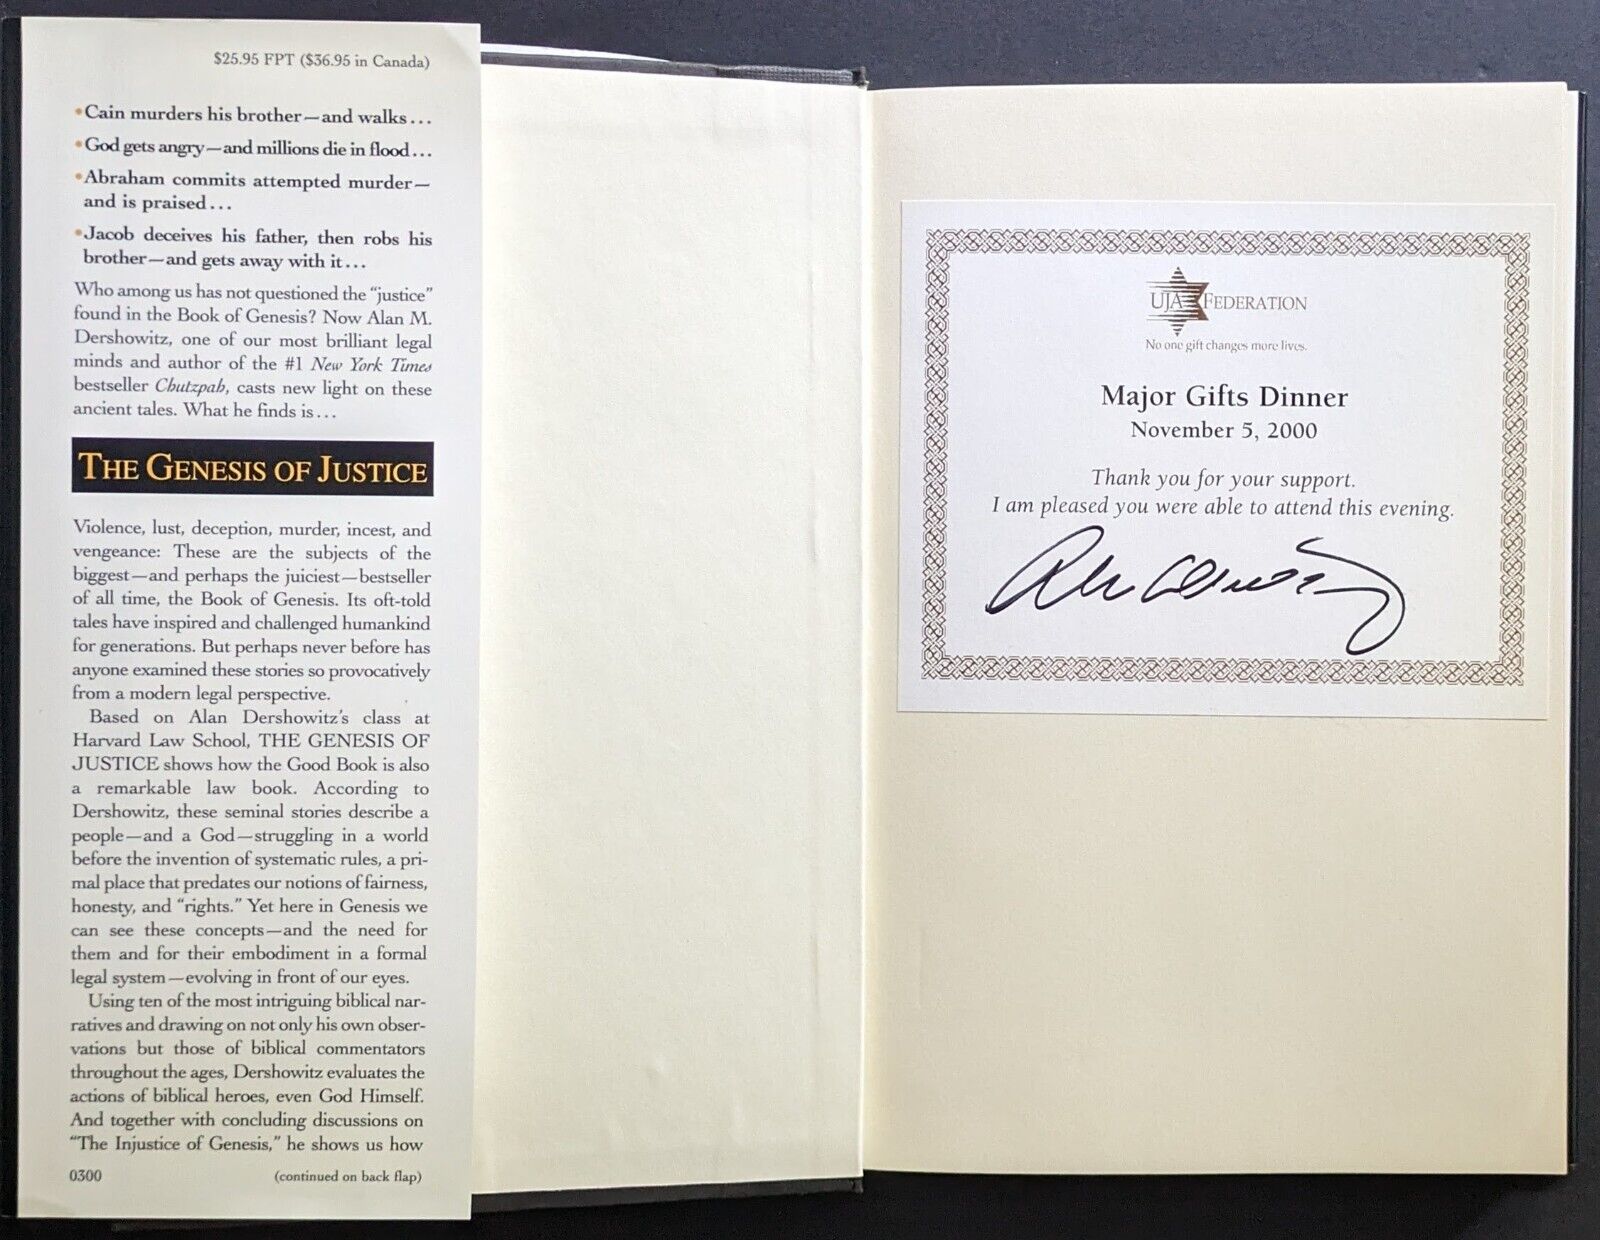 $25.95 FPT ($36.95 in Canada)
•Cain murders his brother—and walks...
•God gets angry—and millions die in flood...
•Abraham commits attempted murder—
and is praised...
•Jacob deceives his father, then robs his
brother—and gets away with it...
Who among us has not questioned the "justice"
found in the Book of Genesis? Now Alan M.
Dershowitz, one of our most brilliant legal
minds and author of the #1 New York Times
bestseller Chutzpah, casts new light on these
ancient tales. What he finds is...
THE GENESIS OF JUSTICE
Violence, lust, deception, murder, incest, and
vengeance: These are the subjects of the
biggest—and perhaps the juiciest—bestseller
of all time, the Book of Genesis. Its oft-told
tales have inspired and challenged humankind
for generations. But perhaps never before has
anyone examined these stories so provocatively
from a modern legal perspective.
Based on Alan Dershowitz's class at
Harvard Law School, THE GENESIS OF
JUSTICE shows how the Good Book is also
a remarkable law book. According to
Dershowitz, these seminal stories describe a
people—and a God—struggling in a world
before the invention of systematic rules, a pri-
mal place that predates our notions of fairness,
honesty, and "rights." Yet here in Genesis we
can see these concepts—and the need for
them and for their embodiment in a formal
legal system—evolving in front of our eyes.
Using ten of the most intriguing biblical nar-
ratives and drawing on not only his own obser-
vations but those of biblical commentators
throughout the ages, Dershowitz evaluates the
actions of biblical heroes, even God Himself.
And together with concluding discussions on
"The Injustice of Genesis," he shows us how
0300 (continued on back flap)
UJA FEDERATION
No one gift changes more lives.
Major Gifts Dinner
November 5, 2000
Thank you for your support.
I am pleased you were able to attend this evening.